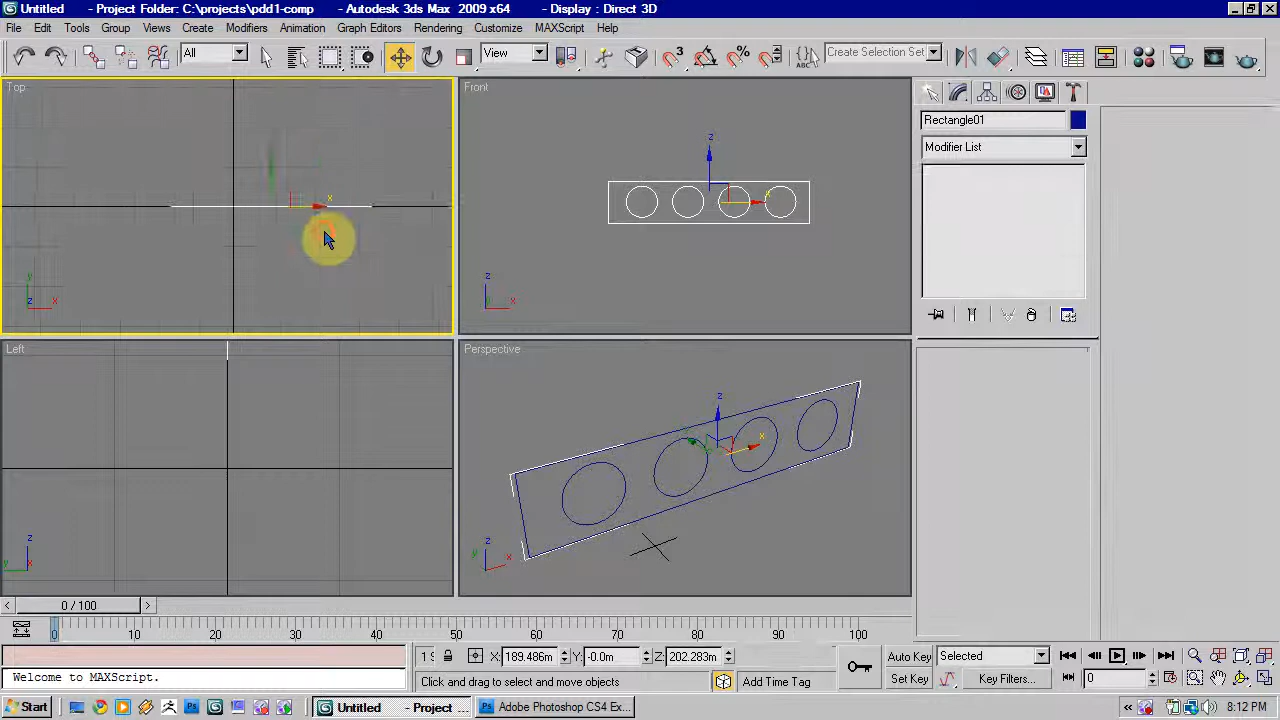 Untitled - Project Folder: C:\projects\pdd1-comp - Autodesk 3ds Max 2009 x64 - Display : Direct 3D
File Edit Tools Group Views Create Modifiers Animation Graph Editors Rendering Customize MAXScript Help
All View 3 % ABC Create Selection Set
Top Front
Rectangle01
Modifier List
z
x
x
y
z x
z
x
Left Perspective
z
x
z
y x
z
y x
0 / 100
0 10 20 30 40 50 60 70 80 90 100
X: 189.486m Y: -0.0m Z: 202.283m
Auto Key Selected
Welcome to MAXScript.
Click and drag to select and move objects
Add Time Tag
Set Key Key Filters... 0
Start Untitled - Project ... Adobe Photoshop CS4 Ex... « 8:12 PM